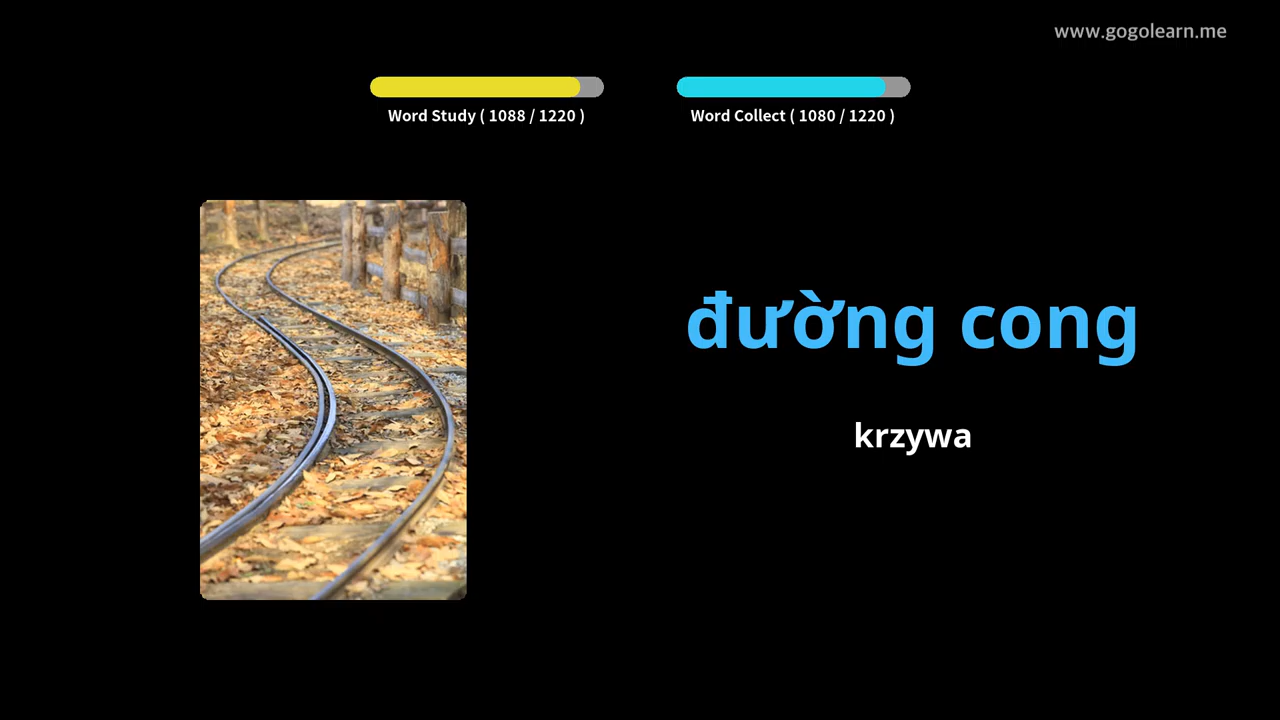 www.gogolearn.me
Word Study ( 1088 / 1220 )
Word Collect ( 1080 / 1220 )
đường cong
krzywa